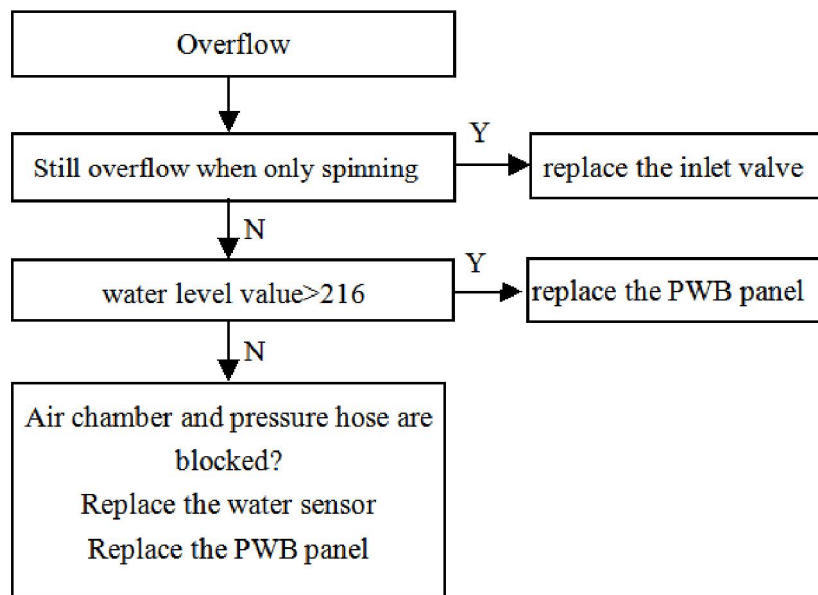 Overflow
Still overflow when only spinning
Y
replace the inlet valve
N
water level value>216
Y
replace the PWB panel
N
Air chamber and pressure hose are
blocked?
Replace the water sensor
Replace the PWB panel